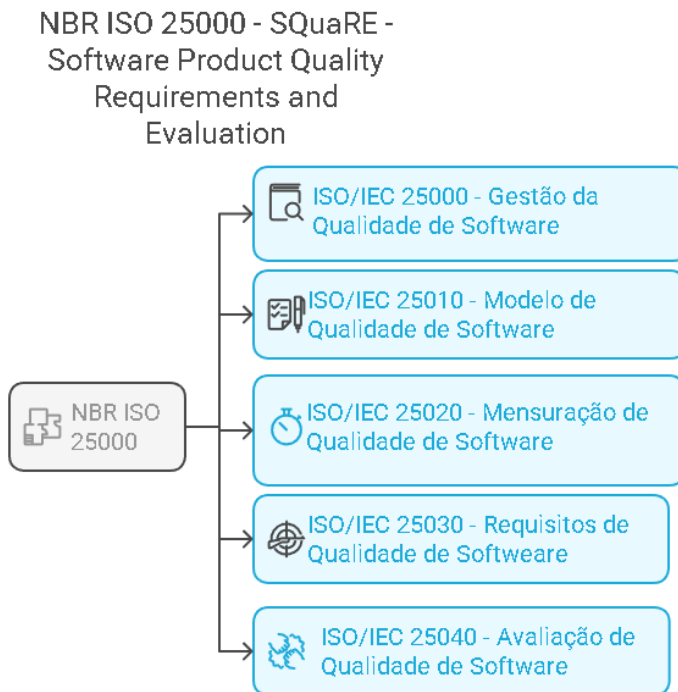 NBR ISO 25000 - SQuaRE -
Software Product Quality
Requirements and
Evaluation
ISO/IEC 25000 - Gestão da
Qualidade de Software
ISO/IEC 25010 - Modelo de
Qualidade de Software
NBR ISO
25000
ISO/IEC 25020 - Mensuração de
Qualidade de Software
ISO/IEC 25030 - Requisitos de
Qualidade de Softweare
ISO/IEC 25040 - Avaliação de
Qualidade de Software